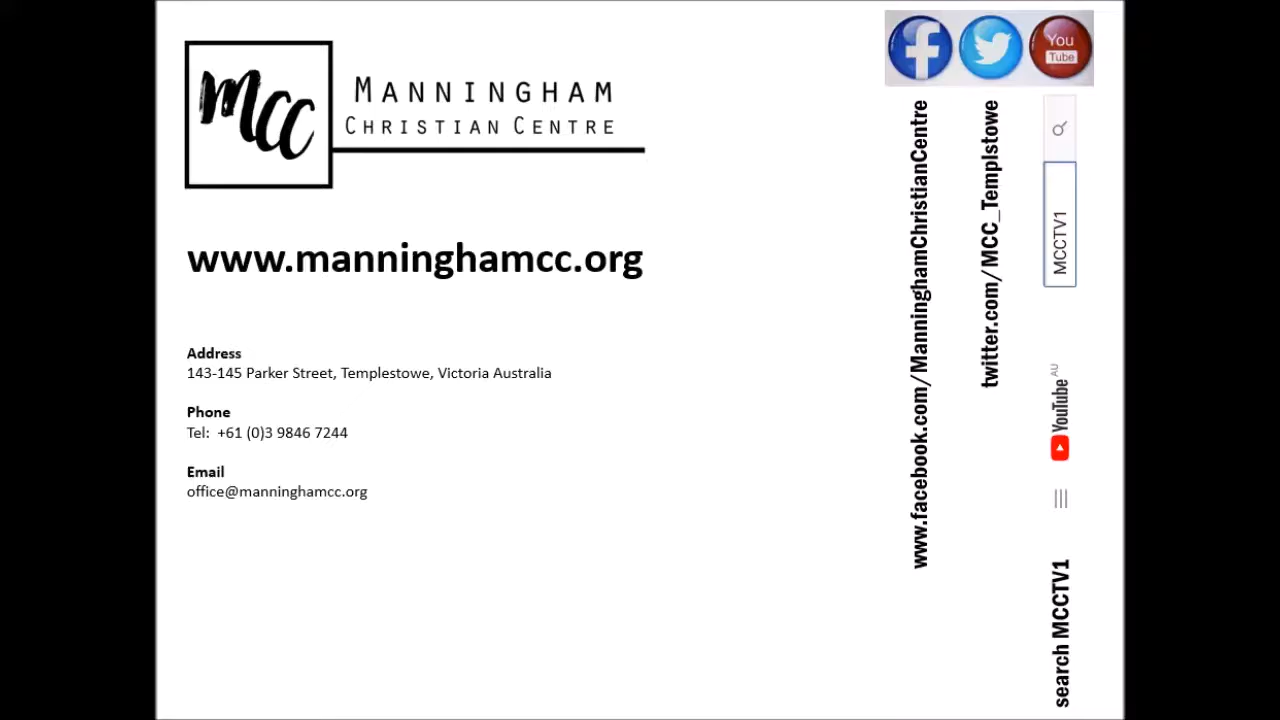 mcc
MANNINGHAM
CHRISTIAN CENTRE
www.manninghamcc.org
Address
143-145 Parker Street, Templestowe, Victoria Australia
Phone
Tel: +61 (0)3 9846 7244
Email
office@manninghamcc.org
You
Tube
www.facebook.com/ManninghamChristianCentre
twitter.com/MCC_Templstowe
search MCCTV1
YouTube AU
MCCTV1